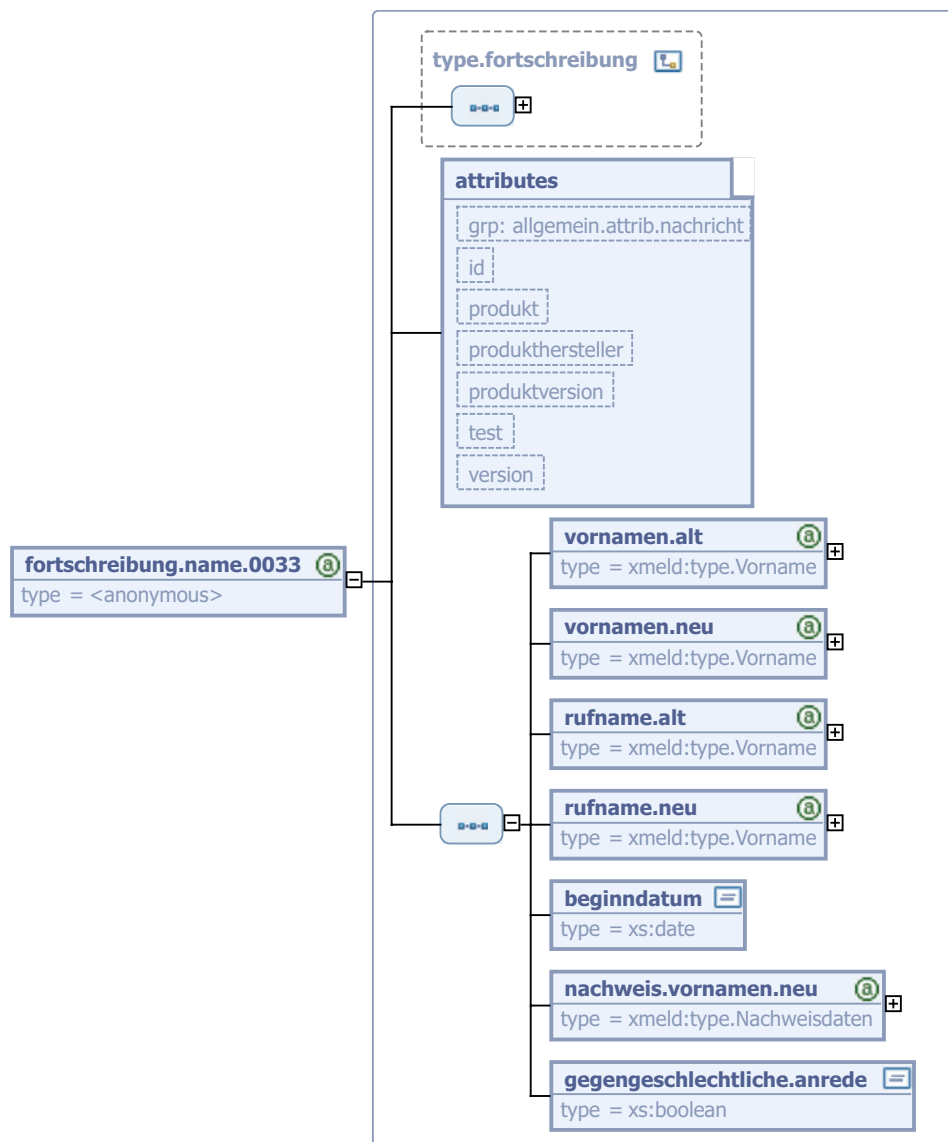 type.fortschreibung
attributes
grp: allgemein.attrib.nachricht
id
produkt
produkthersteller
produktversion
test
version
fortschreibung.name.0033
type = <anonymous>
vornamen.alt
type = xmeld:type.Vorname
vornamen.neu
type = xmeld:type.Vorname
rufname.alt
type = xmeld:type.Vorname
rufname.neu
type = xmeld:type.Vorname
beginndatum
type = xs:date
nachweis.vornamen.neu
type = xmeld:type.Nachweisdaten
gegengeschlechtliche.anrede
type = xs:boolean